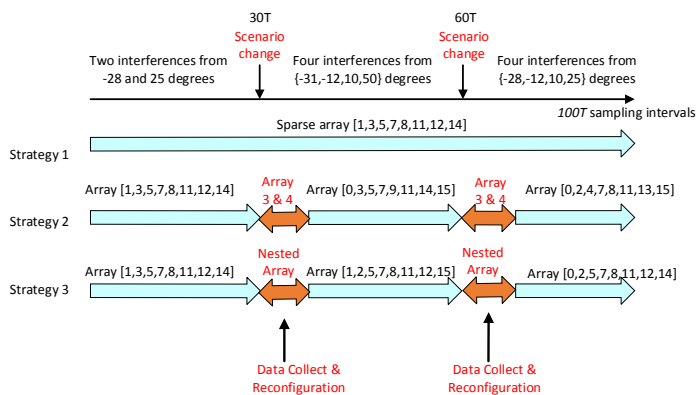 30T
60T
Scenario
change
Scenario
change
Two interferences from
-28 and 25 degrees
Four interferences from
{-31,-12,10,50} degrees
Four interferences from
{-28,-12,10,25} degrees
100T sampling intervals
Sparse array [1,3,5,7,8,11,12,14]
Strategy 1
Array [1,3,5,7,8,11,12,14]
Array
3 & 4
Array [0,3,5,7,9,11,14,15]
Array
3 & 4
Array [0,2,4,7,8,11,13,15]
Strategy 2
Array [1,3,5,7,8,11,12,14]
Nested
Array
Array [1,2,5,7,8,11,12,15]
Nested
Array
Array [0,2,5,7,8,11,12,14]
Strategy 3
Data Collect &
Reconfiguration
Data Collect &
Reconfiguration